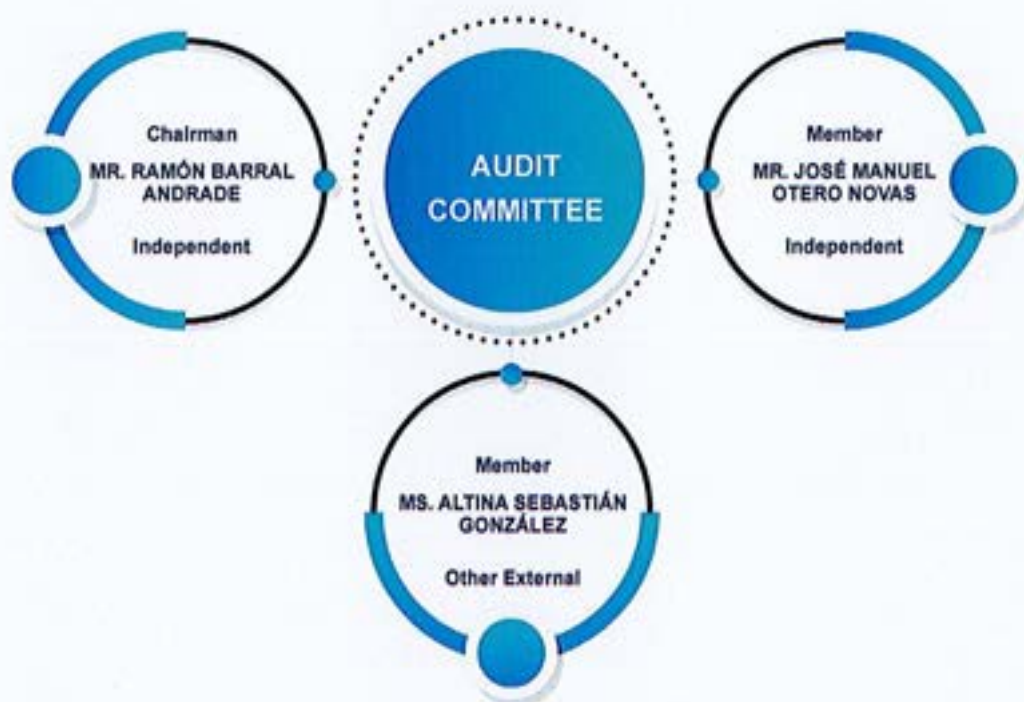 Chairman
MR. RAMÓN BARRAL
ANDRADE
Independent
AUDIT
COMMITTEE
Member
MR. JOSÉ MANUEL
OTERO NOVAS
Independent
Member
MS. ALTINA SEBASTIÁN
GONZÁLEZ
Other External